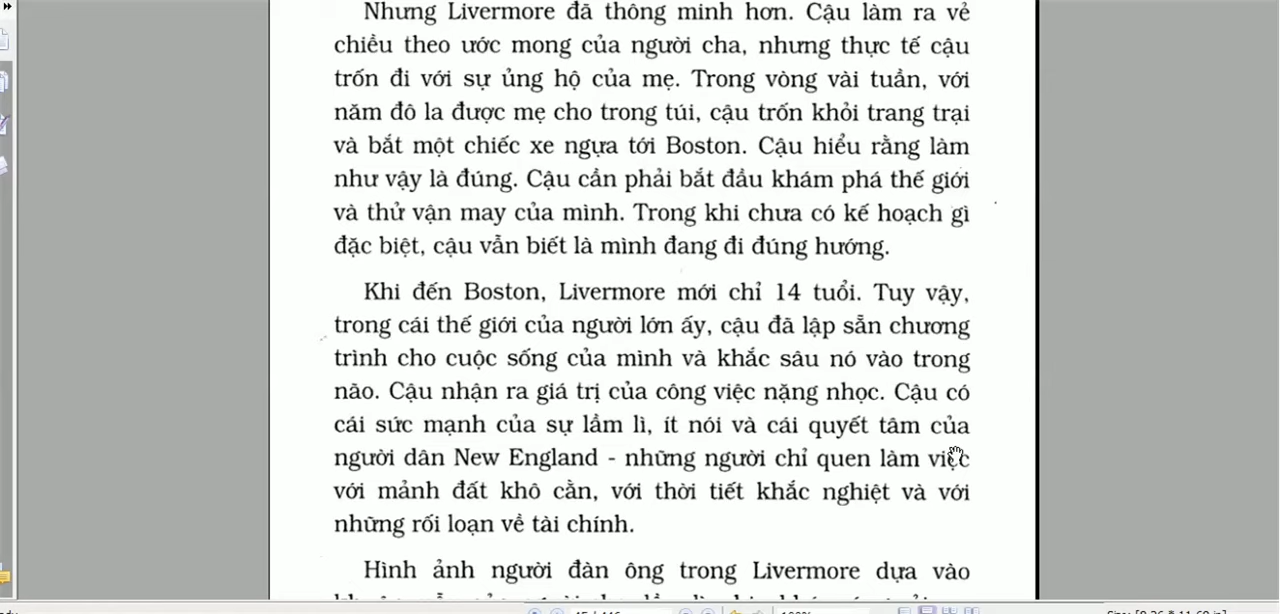 Nhưng Livermore đã thông minh hơn. Cậu làm ra vẻ
chiều theo ước mong của người cha, nhưng thực tế cậu
trốn đi với sự ủng hộ của mẹ. Trong vòng vài tuần, với
năm đô la được mẹ cho trong túi, cậu trốn khỏi trang trại
và bắt một chiếc xe ngựa tới Boston. Cậu hiểu rằng làm
như vậy là đúng. Cậu cần phải bắt đầu khám phá thế giới
và thử vận may của mình. Trong khi chưa có kế hoạch gì
đặc biệt, cậu vẫn biết là mình đang đi đúng hướng.
Khi đến Boston, Livermore mới chỉ 14 tuổi. Tuy vậy,
trong cái thế giới của người lớn ấy, cậu đã lập sẵn chương
trình cho cuộc sống của mình và khắc sâu nó vào trong
não. Cậu nhận ra giá trị của công việc nặng nhọc. Cậu có
cái sức mạnh của sự lầm lì, ít nói và cái quyết tâm của
người dân New England - những người chỉ quen làm việc
với mảnh đất khô cằn, với thời tiết khắc nghiệt và với
những rối loạn về tài chính.
Hình ảnh người đàn ông trong Livermore dựa vào